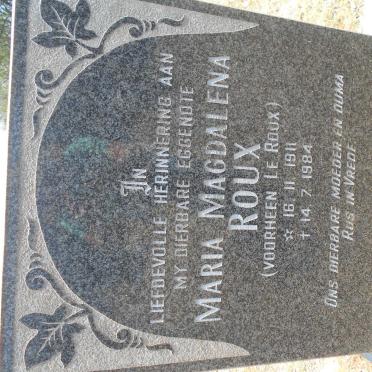 In
LIEFDEVOLLE HERINNERING AAN
MY DIERBARE EGGENOTE
MARIA MAGDALENA
ROUX
(VOORHEEN LE ROUX)
☆ 16.11.1911
† 14.7.1984
ONS DIERBARE MOEDER EN OUMA
RUS IN VREDE